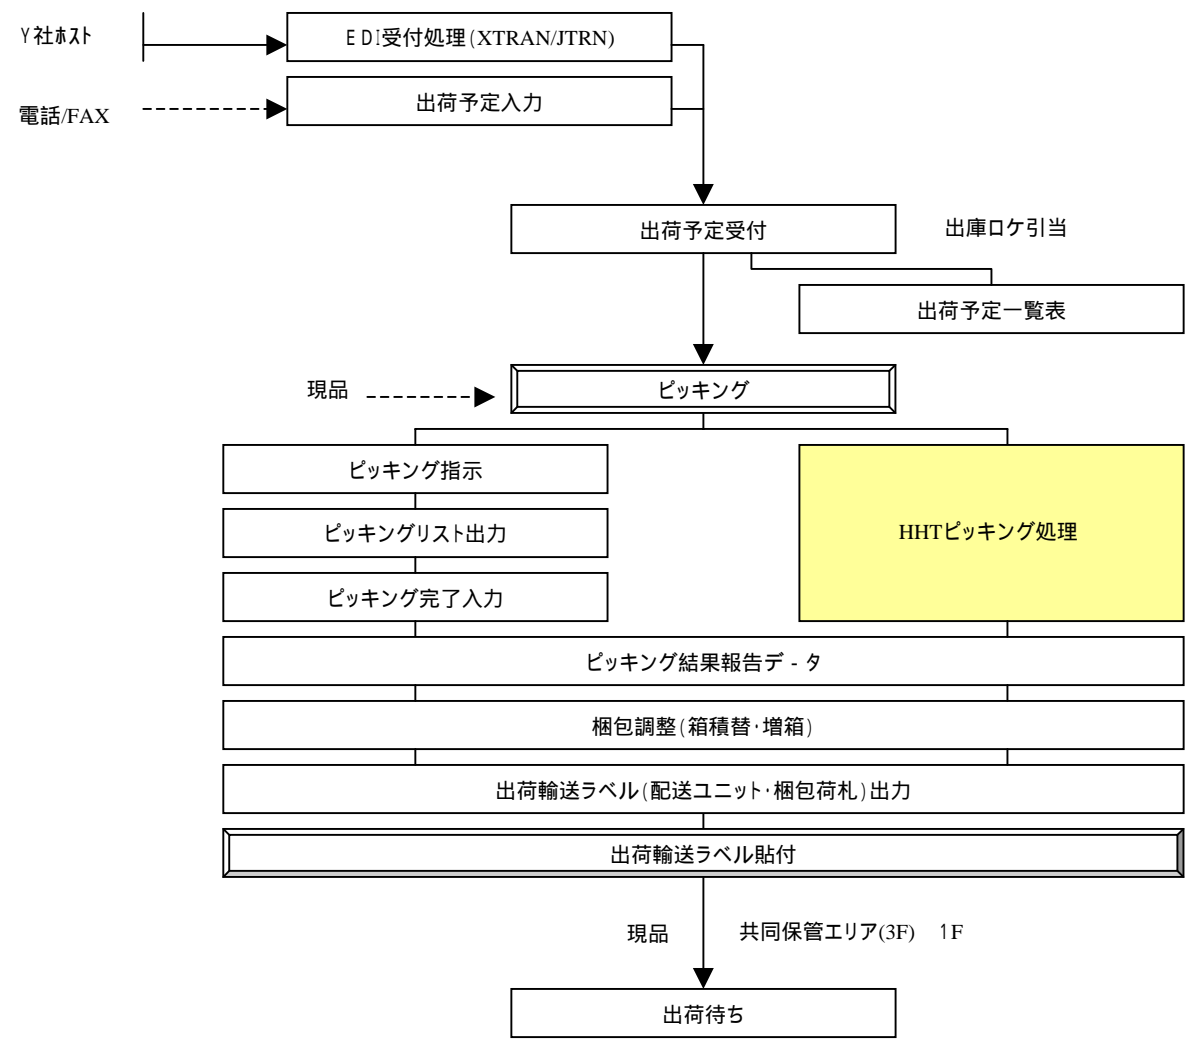 Y社ﾎｽﾄ
EDI受付処理(XTRAN/JTRN)
電話/FAX
出荷予定入力
出荷予定受付
出庫ロケ引当
出荷予定一覧表
現品
ピッキング
ピッキング指示
ピッキングリスト出力
ピッキング完了入力
HHTピッキング処理
ピッキング結果報告デ-タ
梱包調整(箱積替･増箱)
出荷輸送ラベル(配送ユニット･梱包荷札)出力
出荷輸送ラベル貼付
現品
共同保管エリア(3F) 1F
出荷待ち